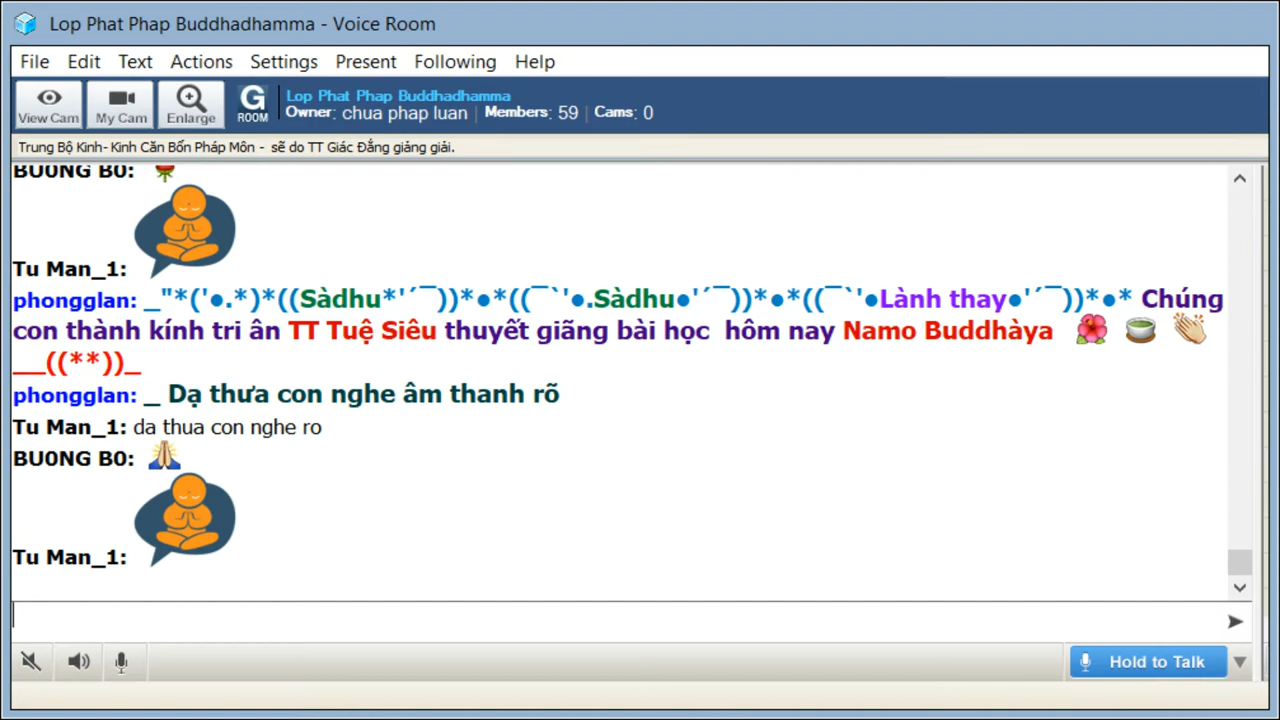 Lop Phat Phap Buddhadhamma - Voice Room
File Edit Text Actions Settings Present Following Help
View Cam My Cam Enlarge G ROOM
Lop Phat Phap Buddhadhamma
Owner: chua phap luan | Members: 59 | Cams: 0
Trung Bộ Kinh- Kinh Căn Bổn Pháp Môn - sẽ do TT Giác Đẳng giảng giải.
BU0NG B0:
Tu Man_1:
phongglan: _"*('●.*)*((Sàdhu*'´¯))*●*((¯`'●.Sàdhu●'´¯))*●*((¯`'●Lành thay●'´¯))*●* Chúng
con thành kính tri ân TT Tuệ Siêu thuyết giãng bài học hôm nay Namo Buddhàya
__((**))_
phongglan: _ Dạ thưa con nghe âm thanh rõ
Tu Man_1: da thua con nghe ro
BU0NG B0:
Tu Man_1:
Hold to Talk